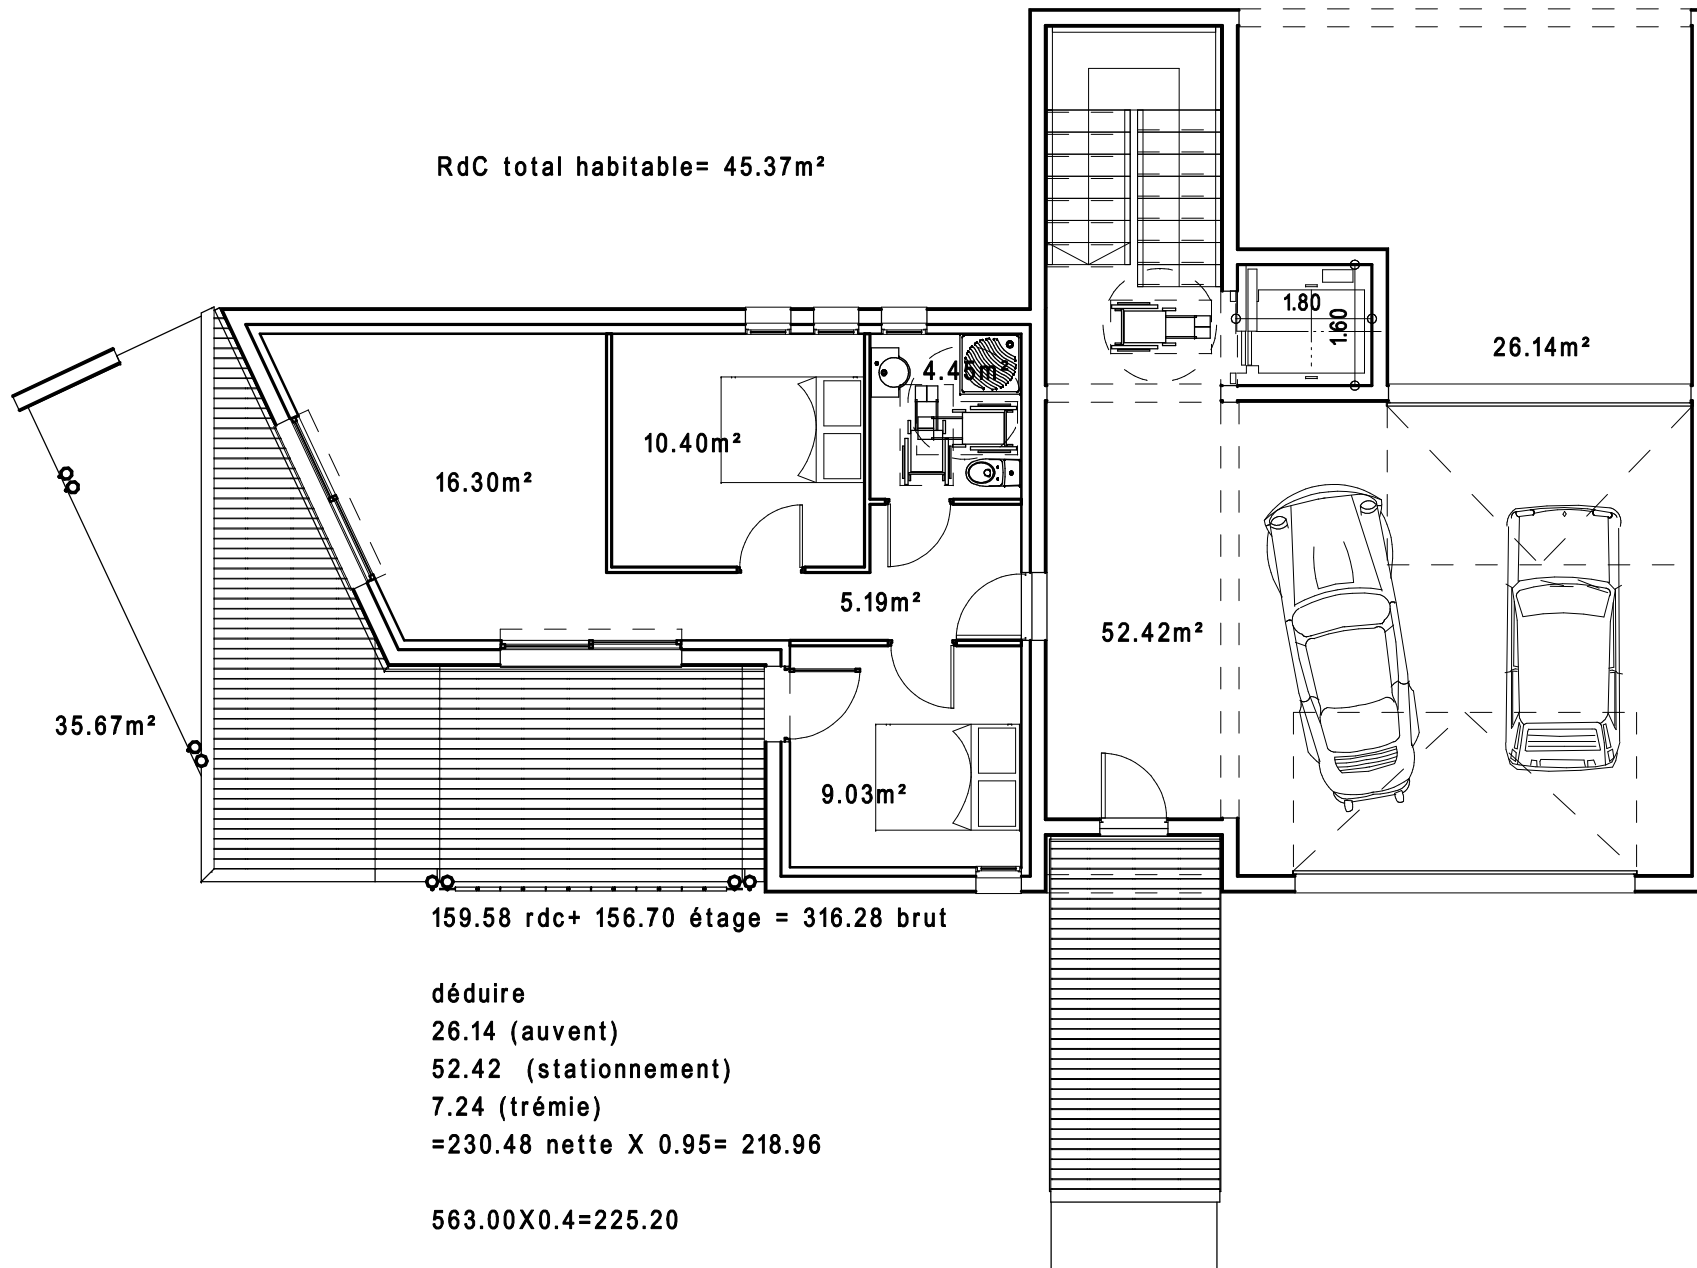 RdC total habitable= 45.37m²
1.80
1.60
26.14m²
4.45m²
10.40m²
16.30m²
5.19m²
52.42m²
35.67m²
9.03m²
159.58 rdc+ 156.70 étage = 316.28 brut
déduire
26.14 (auvent)
52.42 (stationnement)
7.24 (trémie)
=230.48 nette X 0.95= 218.96
563.00X0.4=225.20